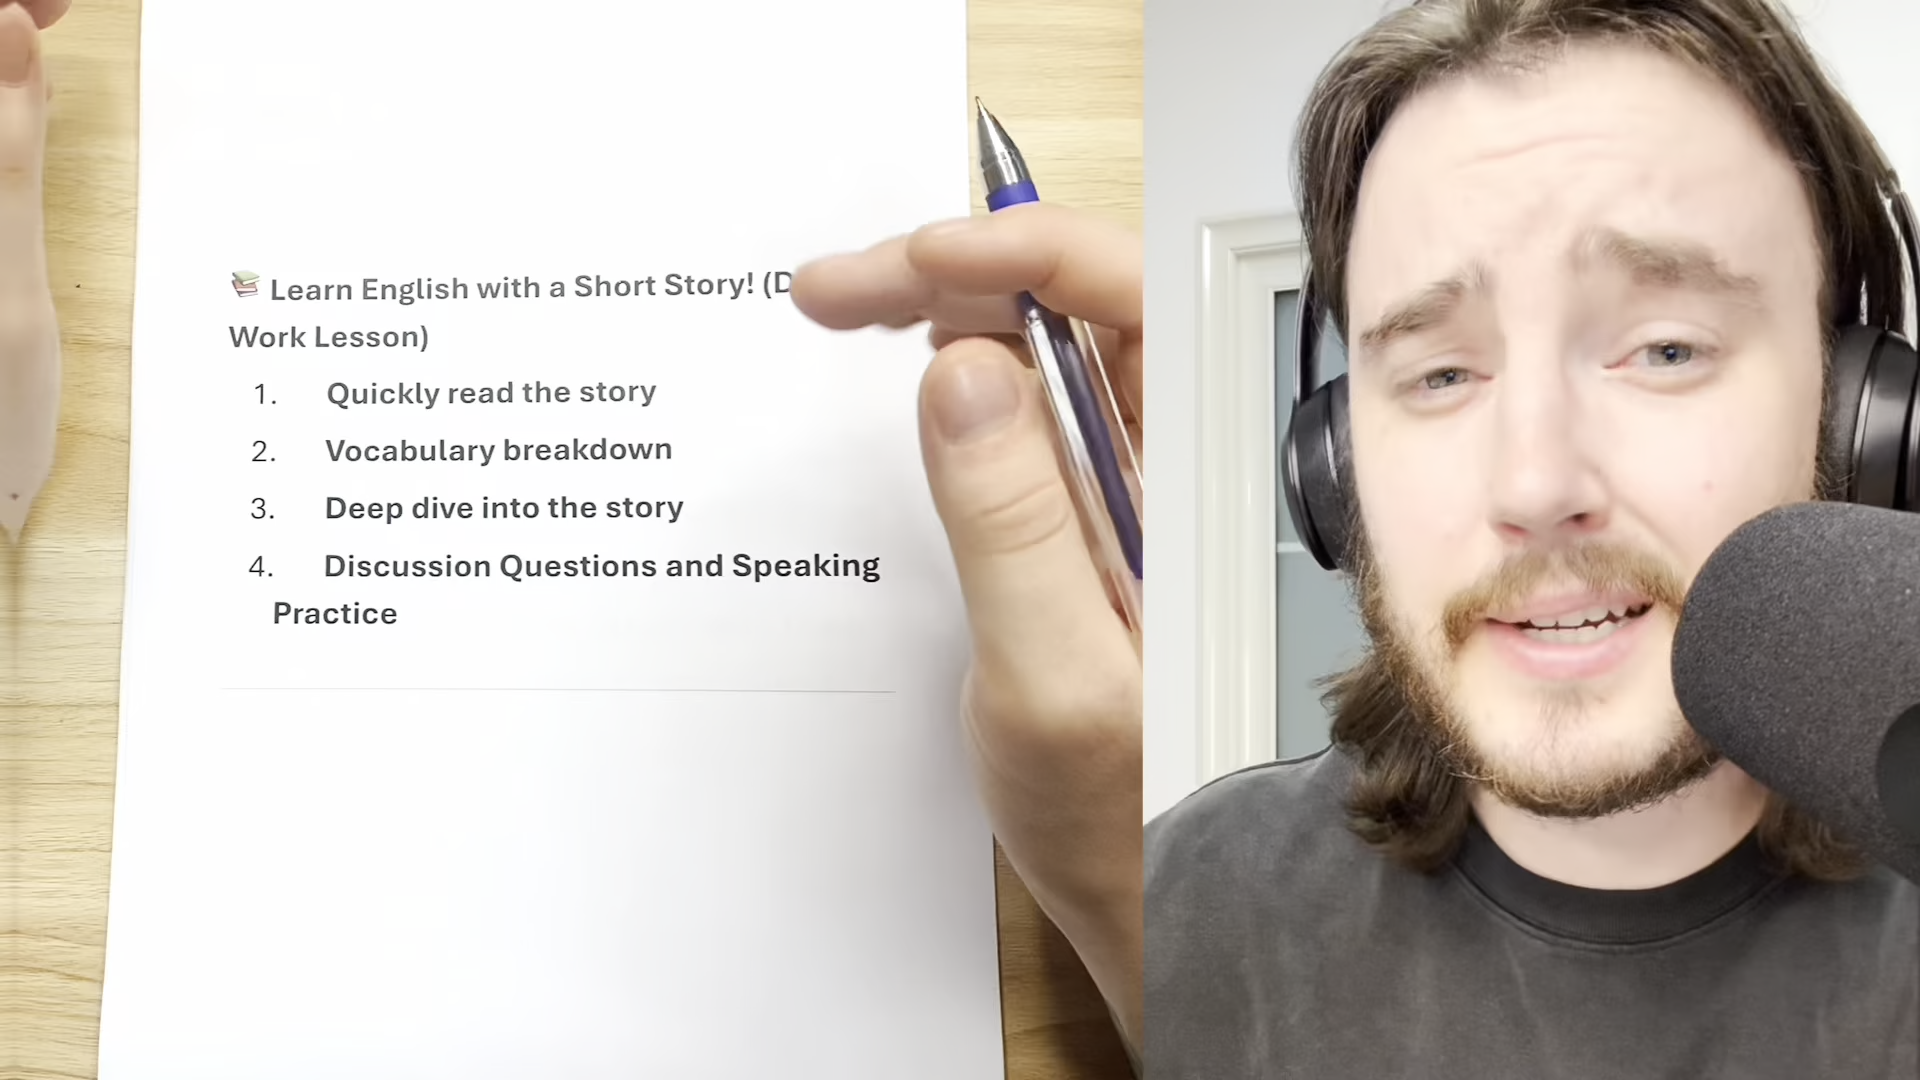 Learn English with a Short Story! (D
Work Lesson)
1. Quickly read the story
2. Vocabulary breakdown
3. Deep dive into the story
4. Discussion Questions and Speaking
Practice